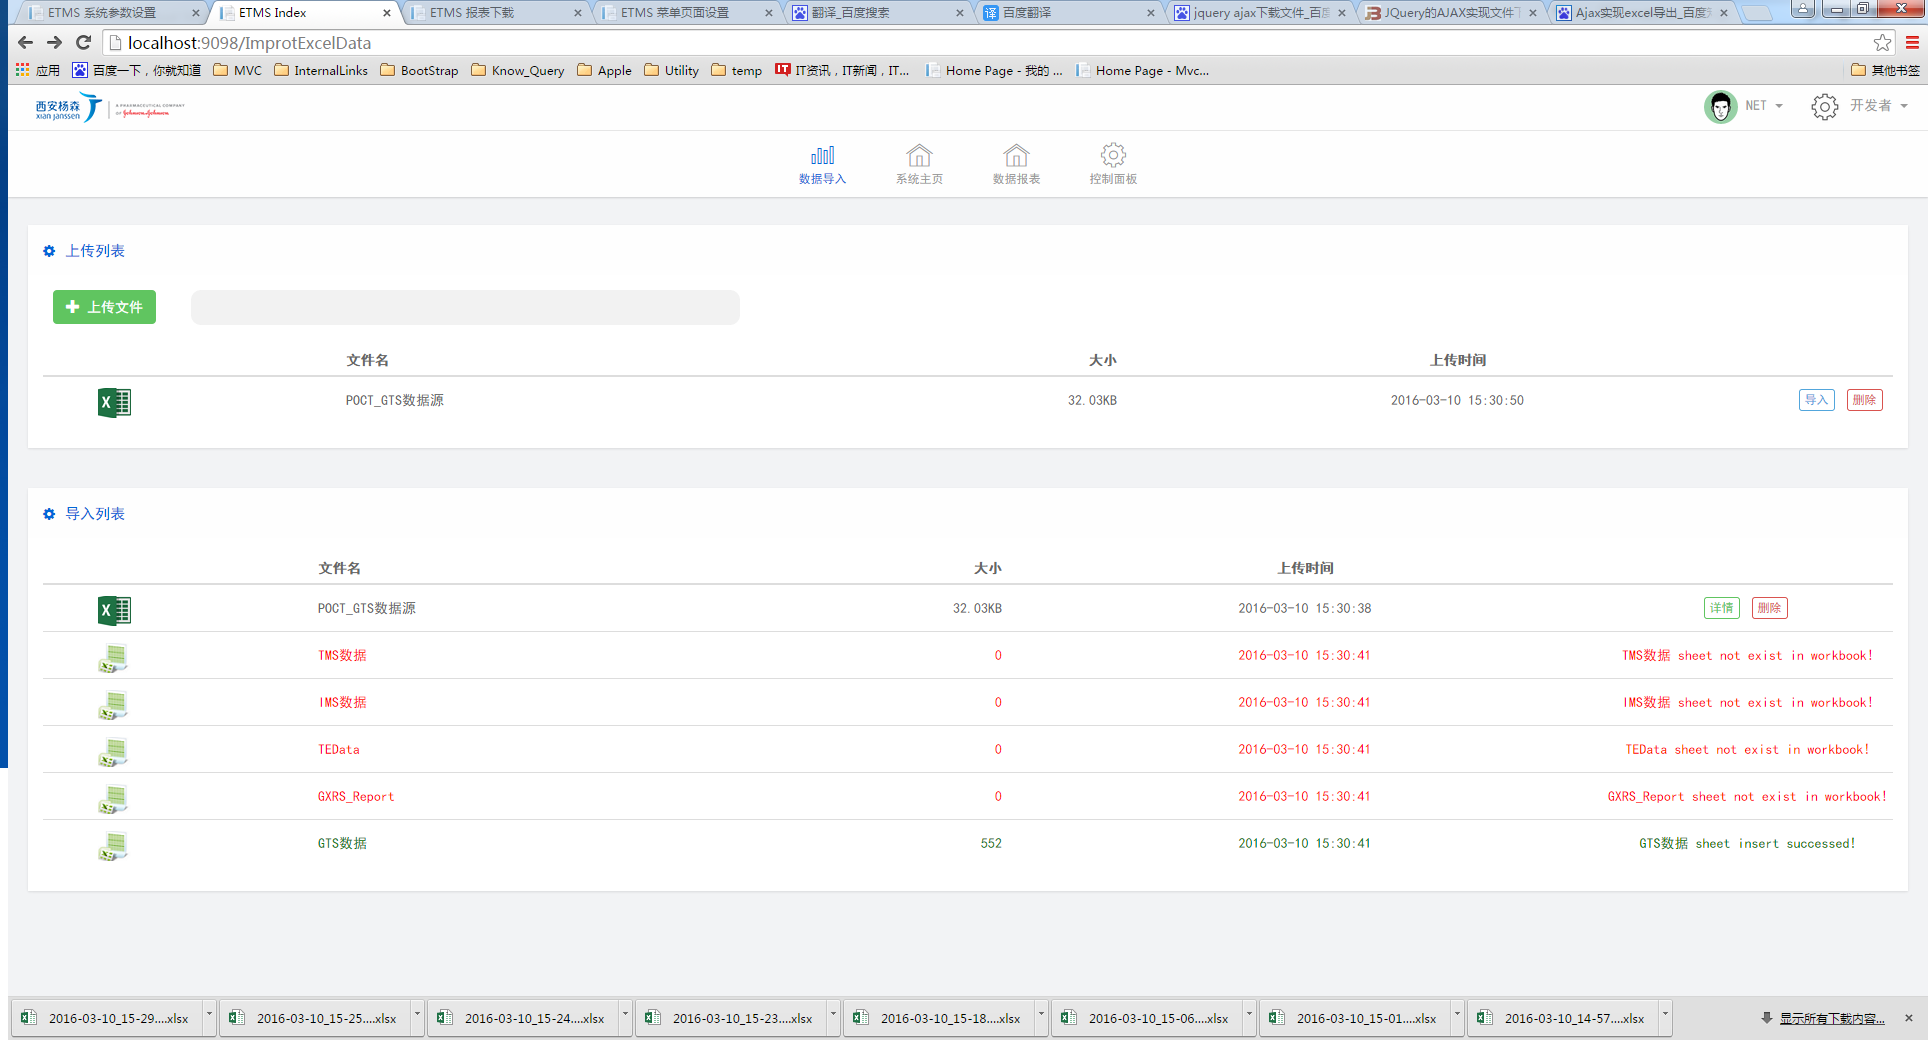 ETMS 系统参数设置
ETMS Index
ETMS 报表下载
ETMS 菜单页面设置
翻译_百度搜索
百度翻译
jquery ajax下载文件_百度
JQuery的AJAX实现文件下
Ajax实现excel导出_百度
localhost:9098/ImprotExcelData
应用
百度一下，你就知道
MVC
InternalLinks
BootStrap
Know_Query
Apple
Utility
temp
IT资讯，IT新闻，IT...
Home Page - 我的 ...
Home Page - Mvc...
其他书签
西安杨森
xian janssen
A PHARMACEUTICAL COMPANY
OF Johnson & Johnson
NET
开发者
数据导入
系统主页
数据报表
控制面板
上传列表
上传文件
文件名 大小 上传时间
POCT_GTS数据源 32.03KB 2016-03-10 15:30:50 导入 删除
导入列表
文件名 大小 上传时间
POCT_GTS数据源 32.03KB 2016-03-10 15:30:38 详情 删除
TMS数据 0 2016-03-10 15:30:41 TMS数据 sheet not exist in workbook!
IMS数据 0 2016-03-10 15:30:41 IMS数据 sheet not exist in workbook!
TEData 0 2016-03-10 15:30:41 TEData sheet not exist in workbook!
GXRS_Report 0 2016-03-10 15:30:41 GXRS_Report sheet not exist in workbook!
GTS数据 552 2016-03-10 15:30:41 GTS数据 sheet insert successed!
2016-03-10_15-29....xlsx
2016-03-10_15-25....xlsx
2016-03-10_15-24....xlsx
2016-03-10_15-23....xlsx
2016-03-10_15-18....xlsx
2016-03-10_15-06....xlsx
2016-03-10_15-01....xlsx
2016-03-10_14-57....xlsx
显示所有下载内容...